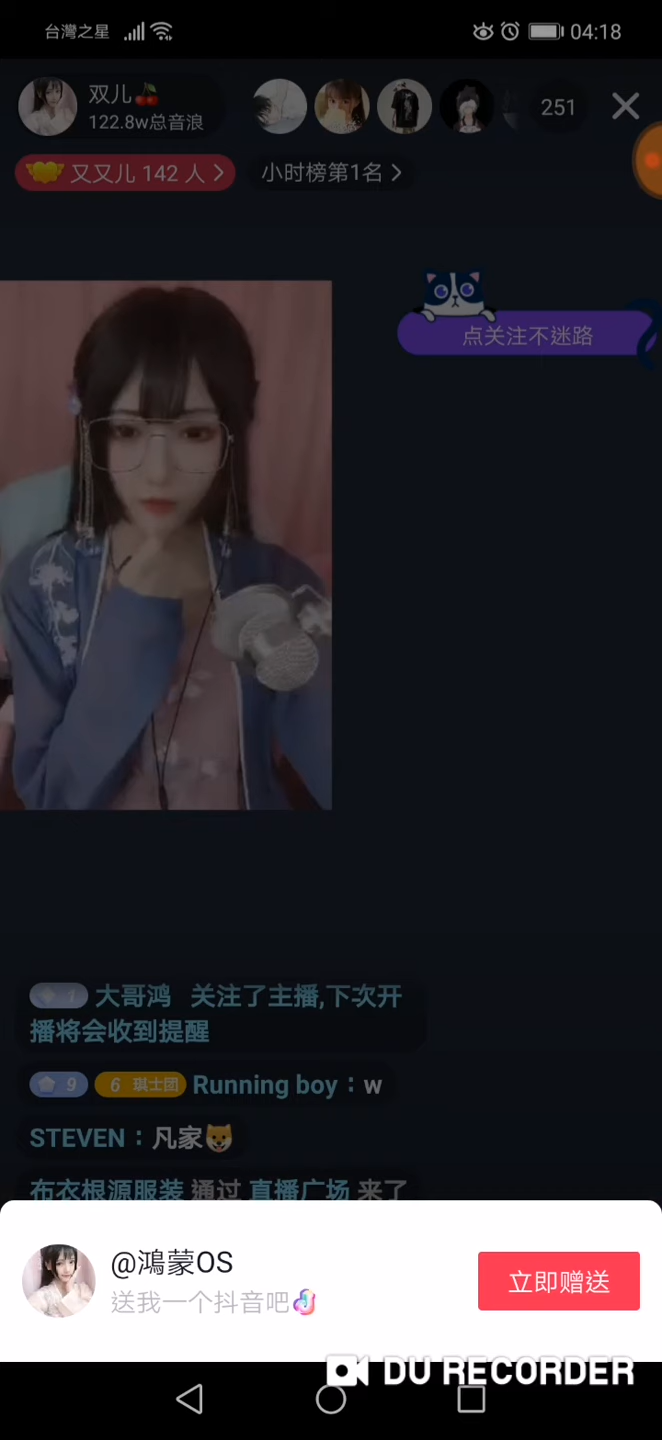 台灣之星
04:18
双儿🍒
122.8w总音浪
251
又又儿 142 人
小时榜第1名
点关注不迷路
1 大哥鸿 关注了主播,下次开
播将会收到提醒
9 6 琪士团 Running boy：w
STEVEN：凡家
布衣根源服装 通过 直播广场 来了
@鴻蒙OS
送我一个抖音吧
立即赠送
DU RECORDER